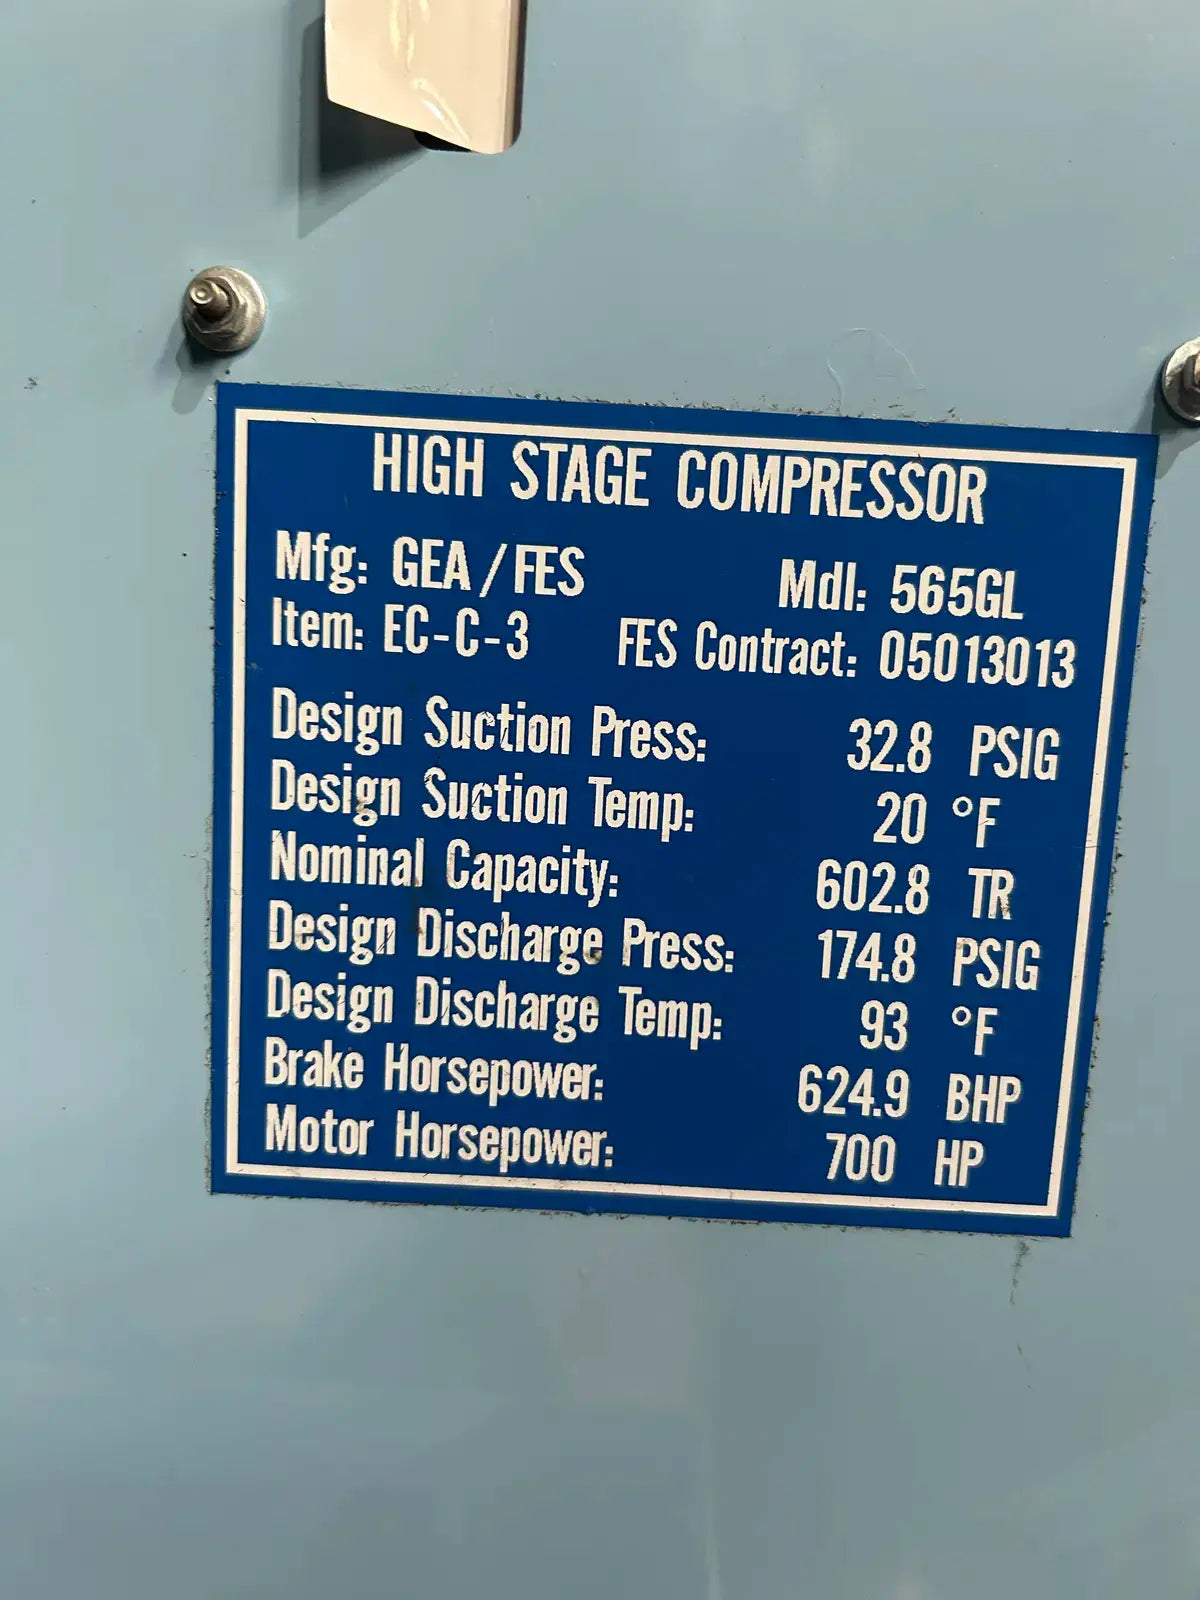 HIGH STAGE COMPRESSOR
Mfg: GEA/FES Mdl: 565GL
Item: EC-C-3 FES Contract: 05013013
Design Suction Press: 32.8 PSIG
Design Suction Temp: 20 °F
Nominal Capacity: 602.8 TR
Design Discharge Press: 174.8 PSIG
Design Discharge Temp: 93 °F
Brake Horsepower: 624.9 BHP
Motor Horsepower: 700 HP